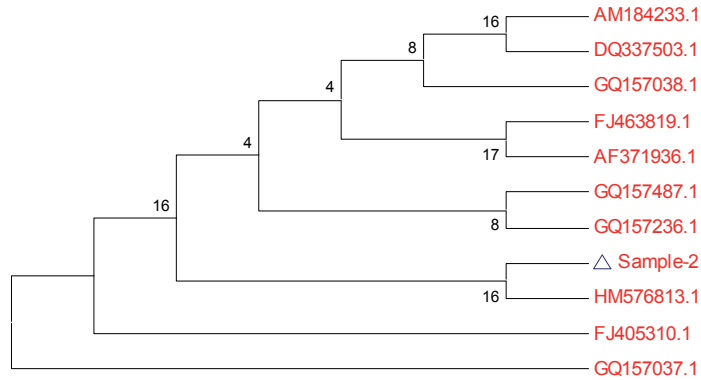 16 AM184233.1
8 DQ337503.1
4 GQ157038.1
FJ463819.1
4 17 AF371936.1
GQ157487.1
16 8 GQ157236.1
Sample-2
16 HM576813.1
FJ405310.1
GQ157037.1